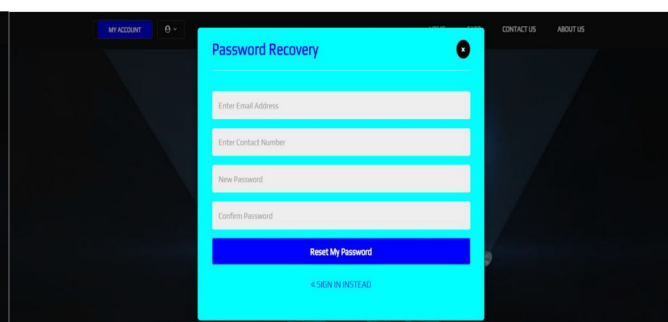 MY ACCOUNT
CONTACT US
ABOUT US
Password Recovery
x
Enter Email Address
Enter Contact Number
New Password
Confirm Password
Reset My Password
< SIGN IN INSTEAD